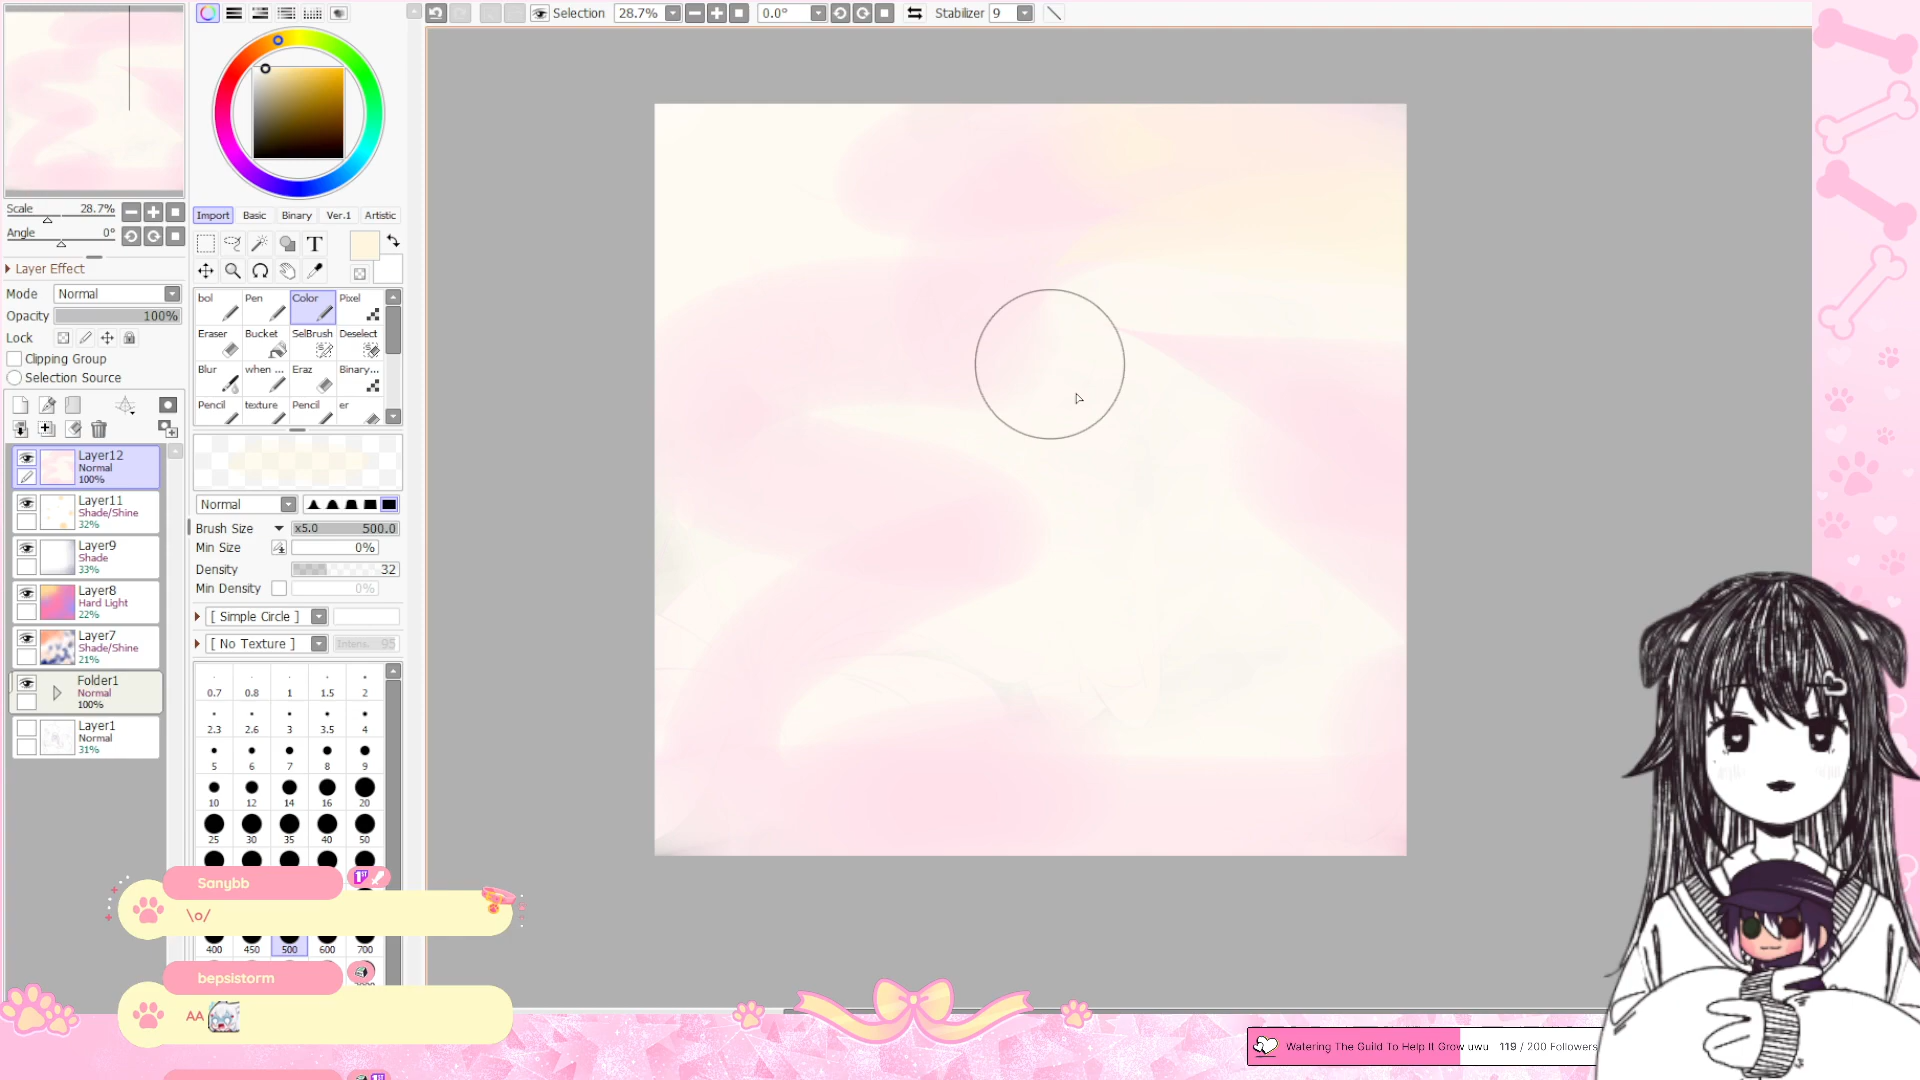 Selection 28.7% 0.0° Stabilizer 9
Scale 28.7%
Angle 0°
Layer Effect
Mode Normal
Opacity 100%
Lock
Clipping Group
Selection Source
Layer12
Normal
100%
Layer11
Shade/Shine
32%
Layer9
Shade
33%
Layer8
Hard Light
22%
Layer7
Shade/Shine
21%
Folder1
Normal
100%
Layer1
Normal
31%
Import Basic Binary Ver.1 Artistic
T
bol Pen Color Pixel
Eraser Bucket SelBrush Deselect
Blur when ... Eraz Binary...
Pencil texture Pencil er
Normal
Brush Size x5.0 500.0
Min Size 0%
Density 32
Min Density 0%
[ Simple Circle ]
[ No Texture ] Intens. 95
0.7 0.8 1 1.5 2
2.3 2.6 3 3.5 4
5 6 7 8 9
10 12 14 16 20
25 30 35 40 50
400 450 500 600 700
Sanybb
\o/
bepsistorm
AA
Watering The Guild To Help It Grow uwu 119 / 200 Followers